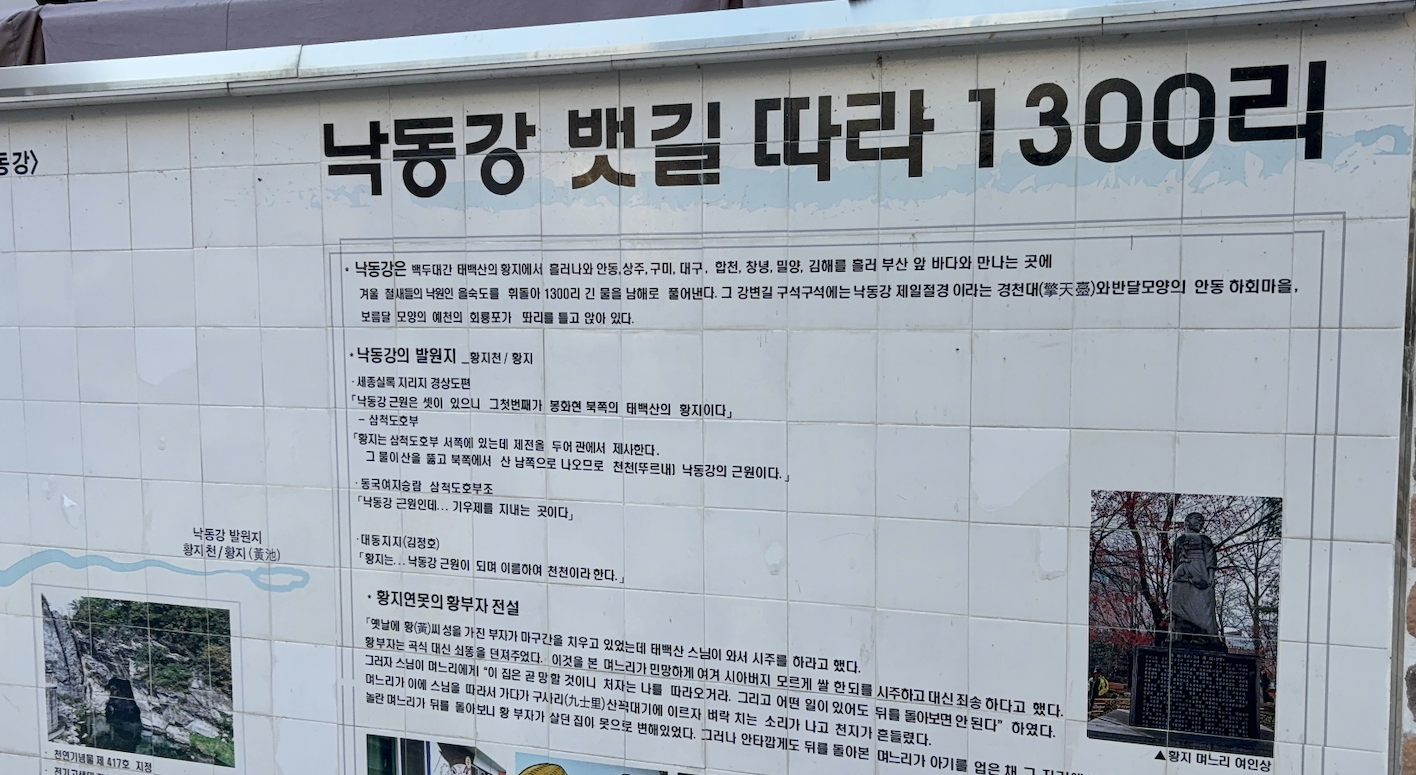 동강〉
낙동강 뱃길 따라 1300리
· 낙동강은 백두대간 태백산의 황지에서 흘러나와 안동,상주,구미, 대구, 합천, 창녕, 밀양, 김해를 흘러 부산 앞 바다와 만나는 곳에
겨울 철새들의 낙원인 을숙도를 휘돌아 1300리 긴 물을 남해로 풀어낸다. 그 강변길 구석구석에는 낙동강 제일절경 이라는 경천대(擎天臺)와 반달모양의 안동 하회마을,
보름달 모양의 예천의 회룡포가 똬리를 틀고 앉아 있다.
· 낙동강의 발원지 _황지천 / 황지
· 세종실록 지리지 경상도편
「낙동강 근원은 셋이 있으니 그첫번째가 봉화현 북쪽의 태백산의 황지이다」
– 삼척도호부
「황지는 삼척도호부 서쪽에 있는데 제전을 두어 관에서 제사한다.
그 물이 산을 뚫고 북쪽에서 산 남쪽으로 나오므로 천천[뚜르내] 낙동강의 근원이다.」
· 동국여지승람 삼척도호부조
「낙동강 근원인데... 기우제를 지내는 곳이다」
· 대동지지(김정호)
「황지는... 낙동강 근원이 되며 이름하여 천천이라 한다.」
· 황지연못의 황부자 전설
「옛날에 황(黃)씨 성을 가진 부자가 마구간을 치우고 있었는데 태백산 스님이 와서 시주를 하라고 했다.
황부자는 곡식 대신 쇠똥을 던져주었다. 이것을 본 며느리가 민망하게 여겨 시아버지 모르게 쌀 한되를 시주하고 대신 죄송 하다고 했다.
그러자 스님이 며느리에게 "이 집은 곧 망할 것이니 처자는 나를 따라오거라. 그리고 어떤 일이 있어도 뒤를 돌아보면 안 된다" 하였다.
며느리가 이에 스님을 따라서 가다가 구사리(九士里)산꼭대기에 이르자 벼락 치는 소리가 나고 천지가 흔들렸다.
놀란 며느리가 뒤를 돌아보니 황 부자가 살던 집이 못으로 변해있었다. 그러나 안타깝게도 뒤를 돌아본 며느리가 아기를 업은 채 그
▲황지 며느리 여인상
낙동강 발원지
황지천 / 황지 (黃池)
· 천연기념물 제 417호 지정